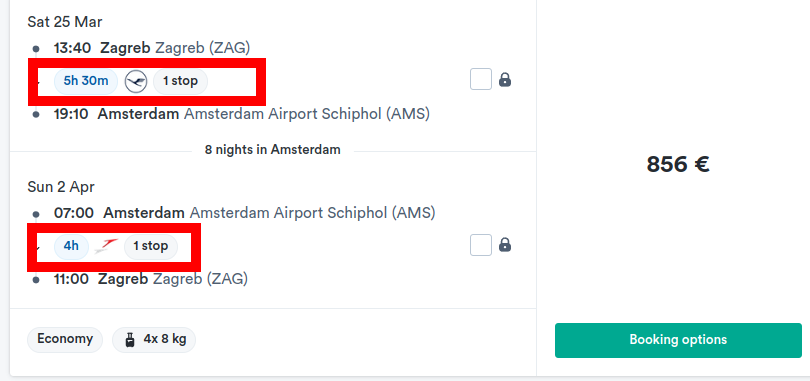 Sat 25 Mar
13:40 Zagreb Zagreb (ZAG)
5h 30m 1 stop
19:10 Amsterdam Amsterdam Airport Schiphol (AMS)
8 nights in Amsterdam
856 €
Sun 2 Apr
07:00 Amsterdam Amsterdam Airport Schiphol (AMS)
4h 1 stop
11:00 Zagreb Zagreb (ZAG)
Economy 4x 8 kg
Booking options